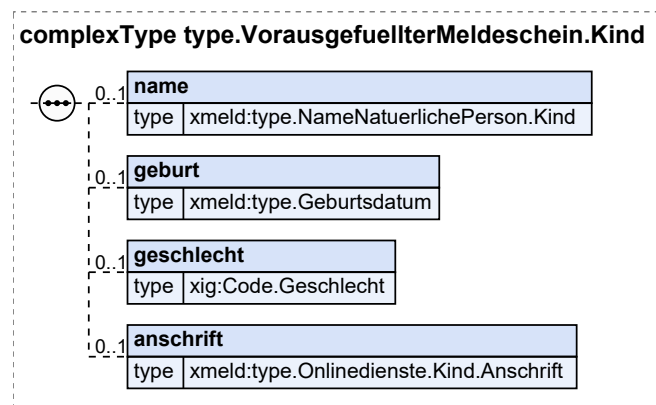 complexType type.VorausgefuellterMeldeschein.Kind
0..1 name
type xmeld:type.NameNatuerlichePerson.Kind
0..1 geburt
type xmeld:type.Geburtsdatum
0..1 geschlecht
type xig:Code.Geschlecht
0..1 anschrift
type xmeld:type.Onlinedienste.Kind.Anschrift